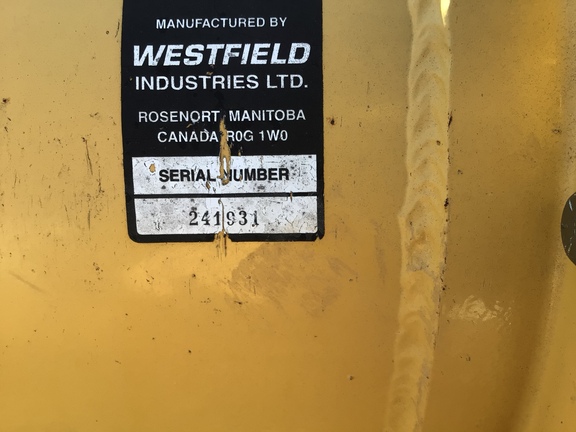 MANUFACTURED BY
WESTFIELD
INDUSTRIES LTD.
ROSENORT, MANITOBA
CANADA R0G 1W0
SERIAL NUMBER
241931